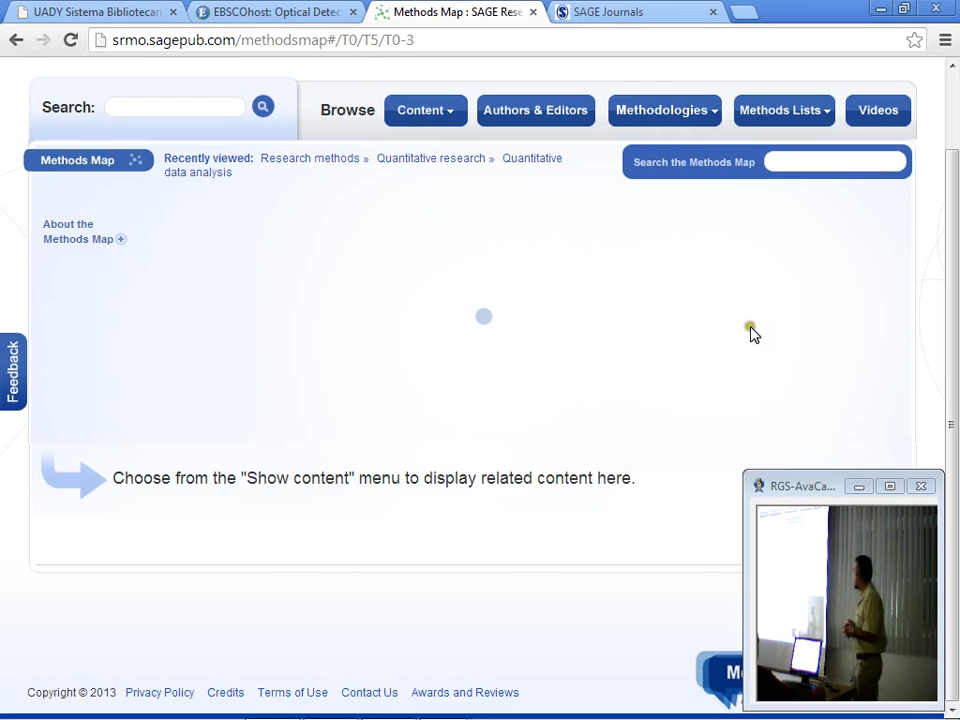 UADY Sistema Bibliotecari
EBSCOhost: Optical Detec
Methods Map : SAGE Rese
SAGE Journals
srmo.sagepub.com/methodsmap#/T0/T5/T0-3
Search:
Browse
Content
Authors & Editors
Methodologies
Methods Lists
Videos
Methods Map
Recently viewed: Research methods » Quantitative research » Quantitative
data analysis
Search the Methods Map
About the
Methods Map
Feedback
Choose from the "Show content" menu to display related content here.
RGS-AvaCa...
Copyright © 2013 Privacy Policy Credits Terms of Use Contact Us Awards and Reviews